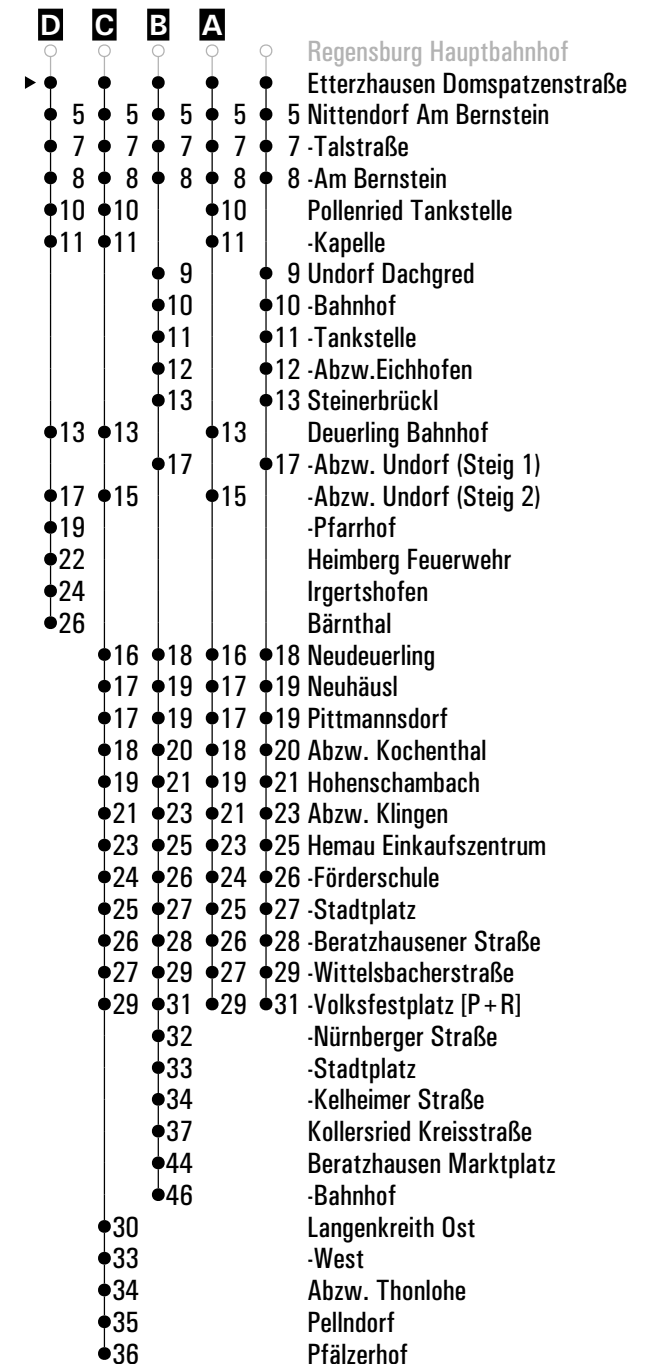 D C B A
Regensburg Hauptbahnhof
Etterzhausen Domspatzenstraße
5 5 5 5 5 Nittendorf Am Bernstein
7 7 7 7 7 -Talstraße
8 8 8 8 8 -Am Bernstein
10 10 10 Pollenried Tankstelle
11 11 11 -Kapelle
9 9 Undorf Dachgred
10 10 -Bahnhof
11 11 -Tankstelle
12 12 -Abzw.Eichhofen
13 13 Steinerbrückl
13 13 13 Deuerling Bahnhof
17 17 -Abzw. Undorf (Steig 1)
17 15 15 -Abzw. Undorf (Steig 2)
19 -Pfarrhof
22 Heimberg Feuerwehr
24 Irgertshofen
26 Bärnthal
16 18 16 18 Neudeuerling
17 19 17 19 Neuhäusl
17 19 17 19 Pittmannsdorf
18 20 18 20 Abzw. Kochenthal
19 21 19 21 Hohenschambach
21 23 21 23 Abzw. Klingen
23 25 23 25 Hemau Einkaufszentrum
24 26 24 26 -Förderschule
25 27 25 27 -Stadtplatz
26 28 26 28 -Beratzhausener Straße
27 29 27 29 -Wittelsbacherstraße
29 31 29 31 -Volksfestplatz [P+R]
32 -Nürnberger Straße
33 -Stadtplatz
34 -Kelheimer Straße
37 Kollersried Kreisstraße
44 Beratzhausen Marktplatz
46 -Bahnhof
30 Langenkreith Ost
33 -West
34 Abzw. Thonlohe
35 Pellndorf
36 Pfälzerhof